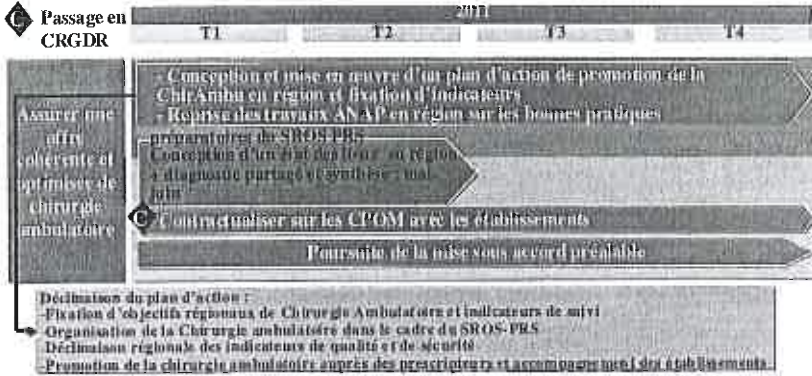 C Passage en
CRGDR
2011
T1 T2 T3 T4
Assurer une
offre
cohérente et
optimisée de
chirurgie
ambulatoire
- Conception et mise en œuvre d'un plan d'action de promotion de la
ChirAmbu en région et fixation d'indicateurs
- Reprise des travaux ANAP en région sur les bonnes pratiques
préparatoires du SROS-PRS
Conception d'un état des lieux en région
diagnostic partagé et synthèse : mai
juin
C Contractualiser sur les CPOM avec les établissements
Poursuite de la mise sous accord préalable
Déclinaison du plan d'action :
-Fixation d'objectifs régionaux de Chirurgie Ambulatoire et indicateurs de suivi
- Organisation de la Chirurgie ambulatoire dans le cadre du SROS-PRS
Déclinaison régionale des indicateurs de qualité et de sécurité
-Promotion de la chirurgie ambulatoire auprès des prescripteurs et accompagnement des établissements